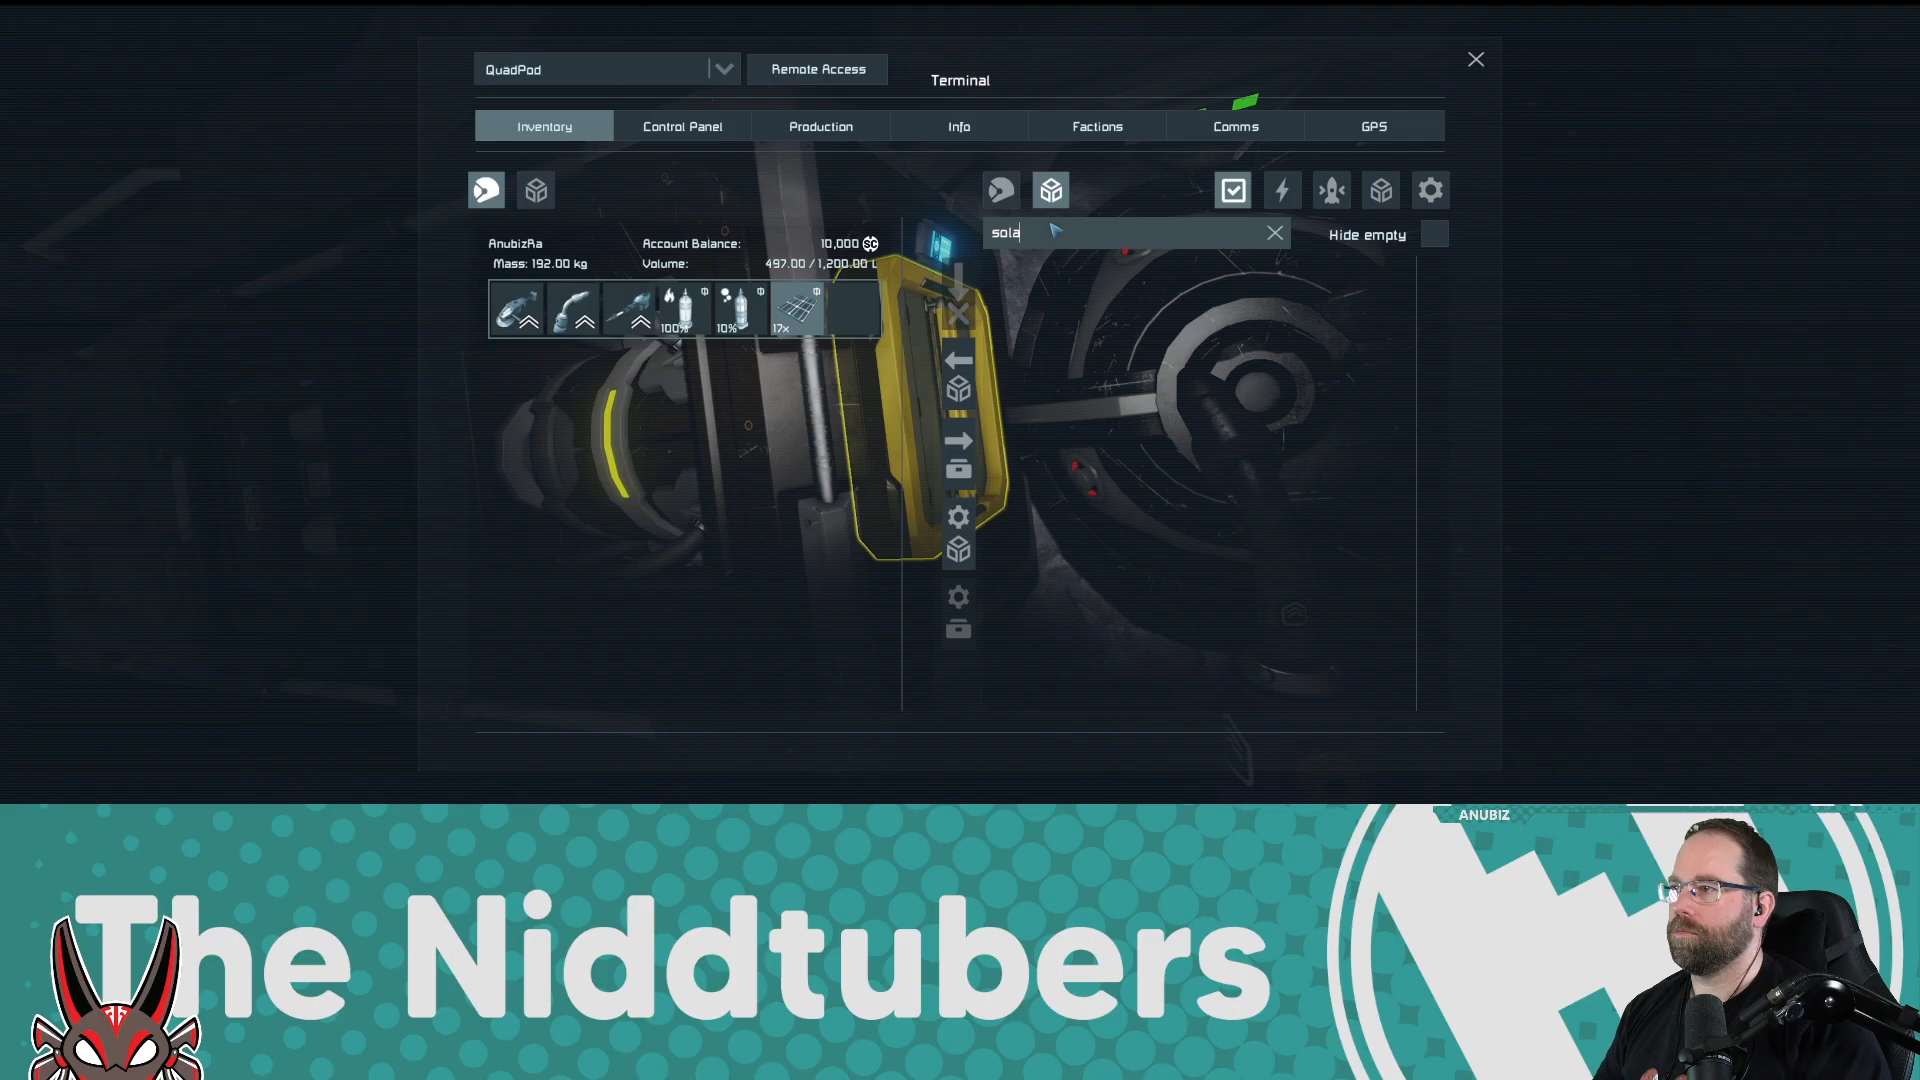 QuadPod
Remote Access
Terminal
Inventory
Control Panel
Production
Info
Factions
Comms
GPS
sola
Hide empty
AnubizRa
Account Balance:
10,000 SC
Mass: 192.00 kg
Volume:
497.00 / 1,200.00 L
100%
10%
17x
ANUBIZ
The Niddtubers